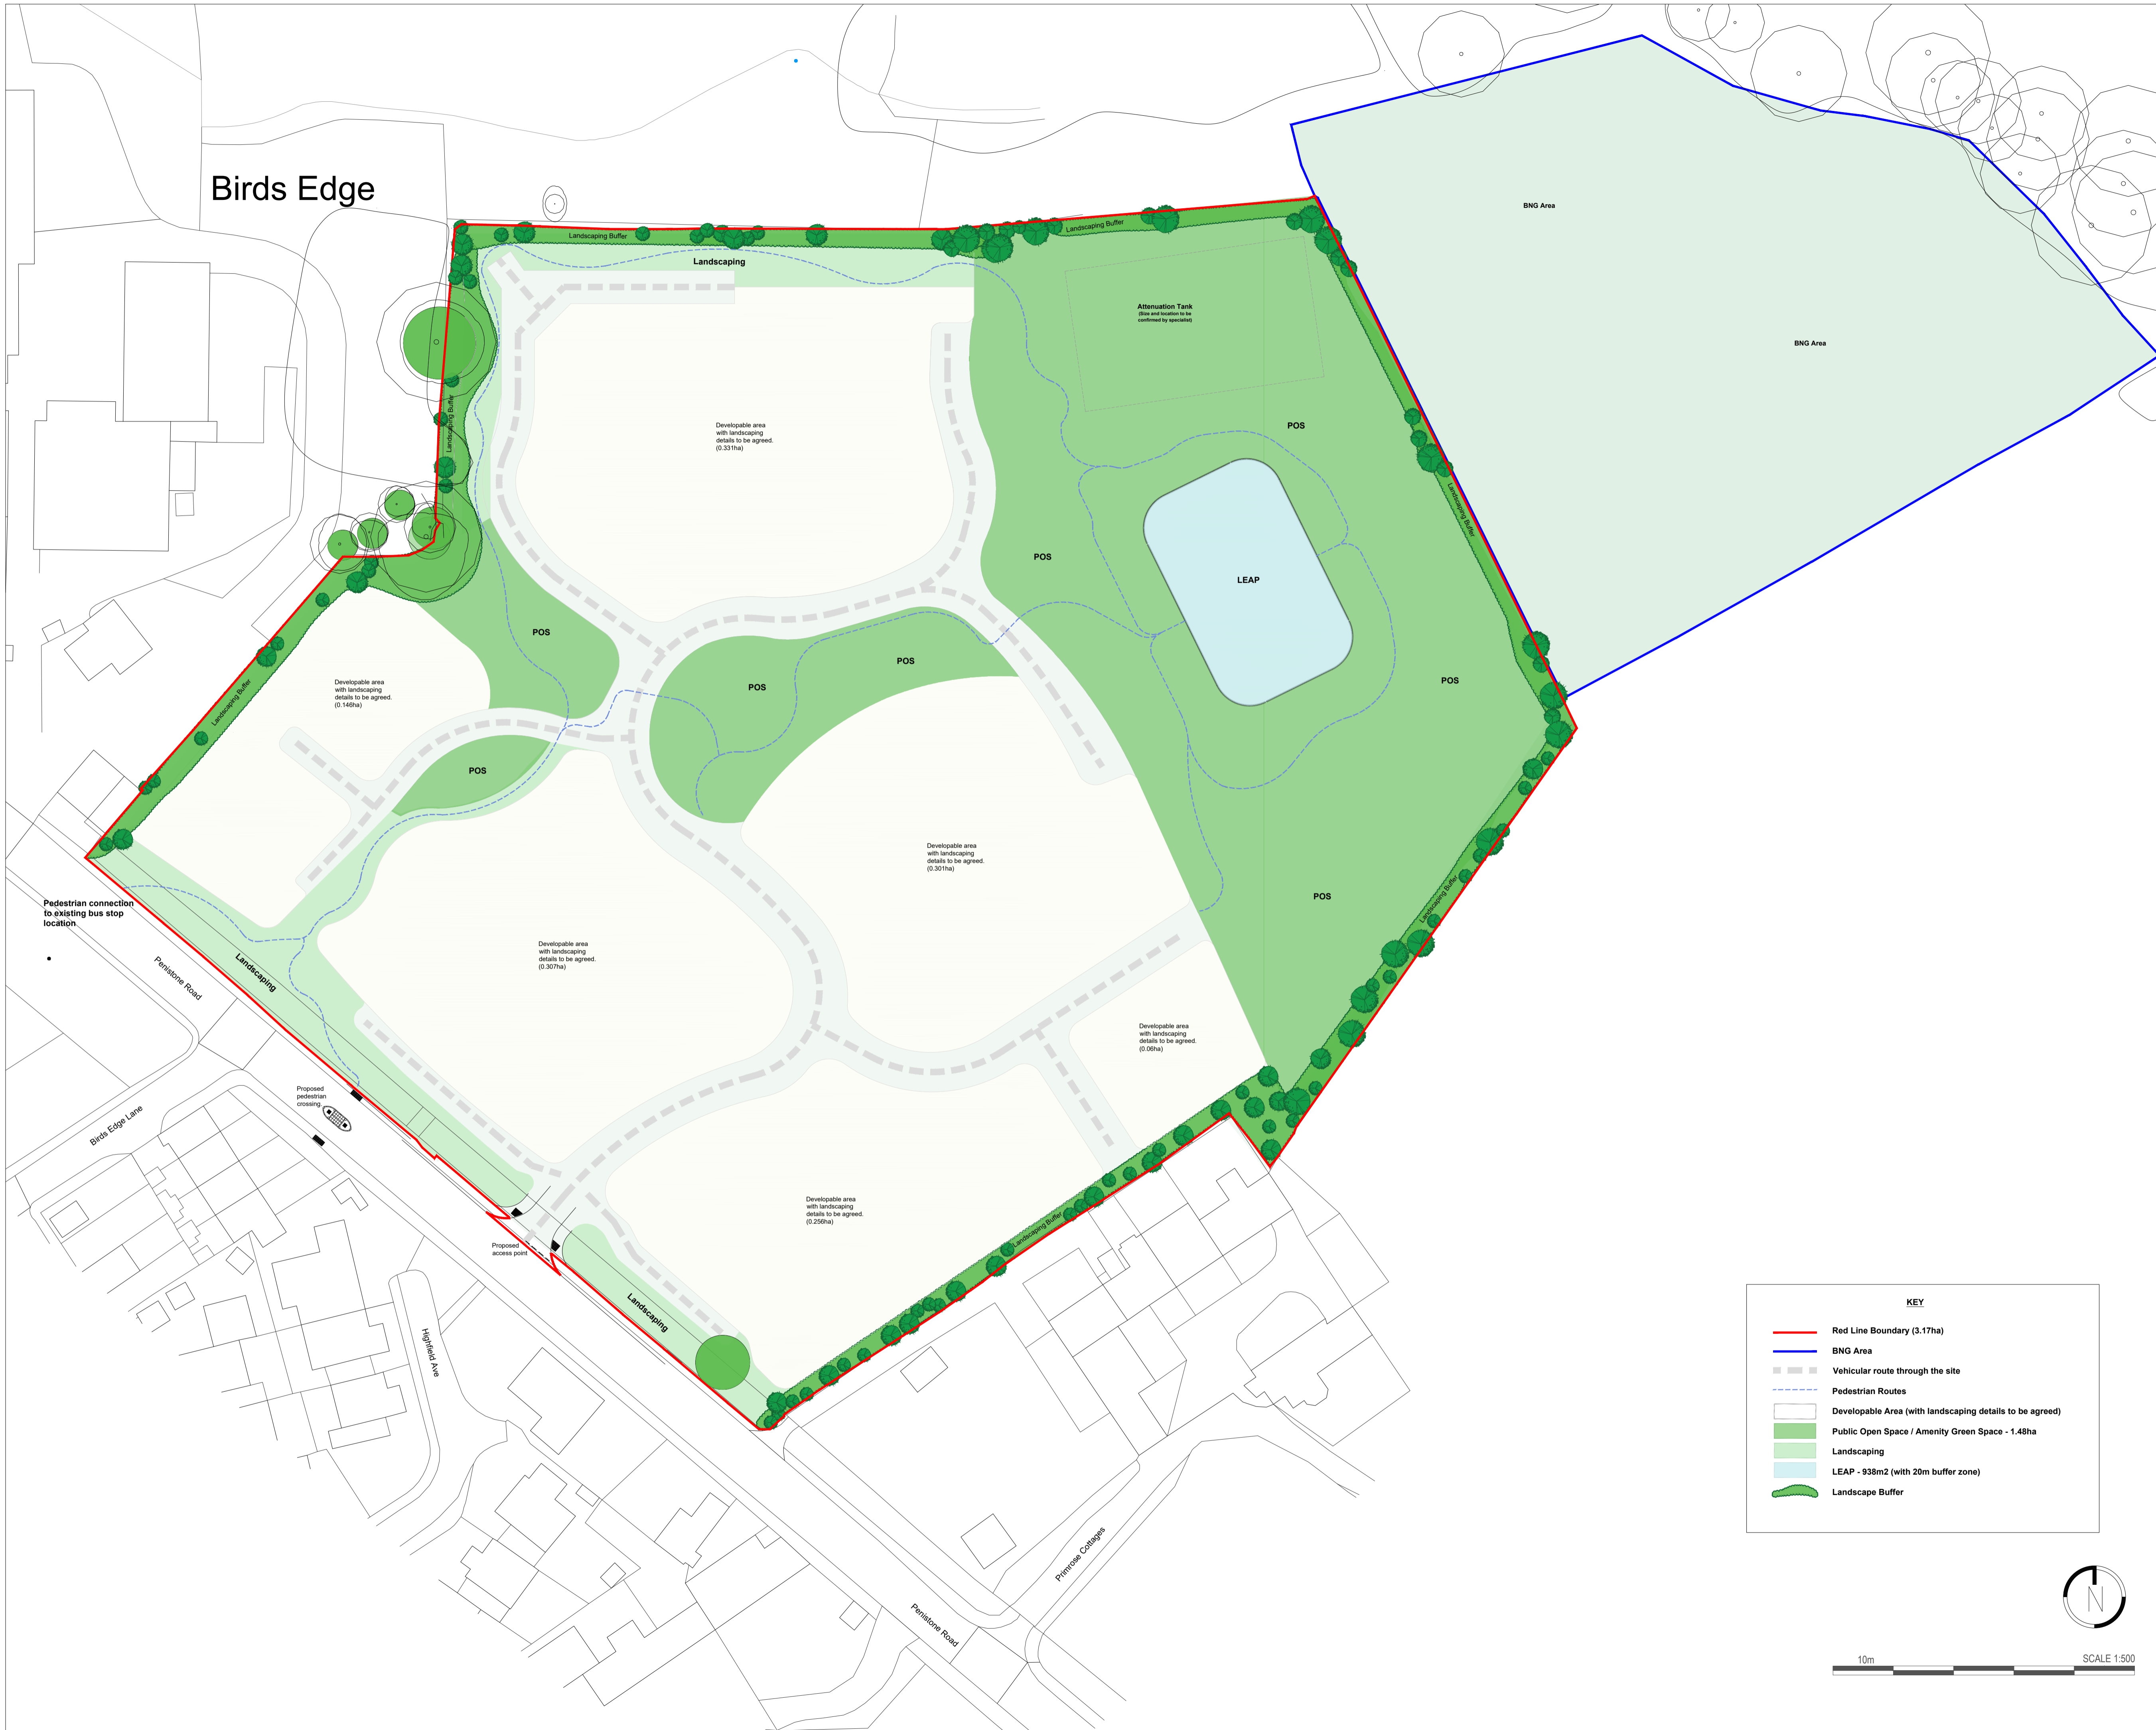 Birds Edge
BNG Area
BNG Area
Landscaping Buffer
Landscaping Buffer
Landscaping
Attenuation Tank
(Size and location to be
confirmed by specialist)
Landscaping Buffer
Developable area
with landscaping
details to be agreed.
(0.331ha)
POS
Landscaping Buffer
POS
LEAP
POS
POS
POS
POS
Developable area
with landscaping
details to be agreed.
(0.146ha)
Landscaping Buffer
POS
Developable area
with landscaping
details to be agreed.
(0.301ha)
POS
Landscaping Buffer
Pedestrian connection
to existing bus stop
location
Developable area
with landscaping
details to be agreed.
(0.307ha)
Penistone Road
Landscaping
Developable area
with landscaping
details to be agreed.
(0.06ha)
Proposed
pedestrian
crossing.
Birds Edge Lane
Developable area
with landscaping
details to be agreed.
(0.256ha)
Landscaping Buffer
Proposed
access point
Landscaping
Highfield Ave
Primrose Cottages
Penistone Road
KEY
Red Line Boundary (3.17ha)
BNG Area
Vehicular route through the site
Pedestrian Routes
Developable Area (with landscaping details to be agreed)
Public Open Space / Amenity Green Space - 1.48ha
Landscaping
LEAP - 938m2 (with 20m buffer zone)
Landscape Buffer
N
10m
SCALE 1:500